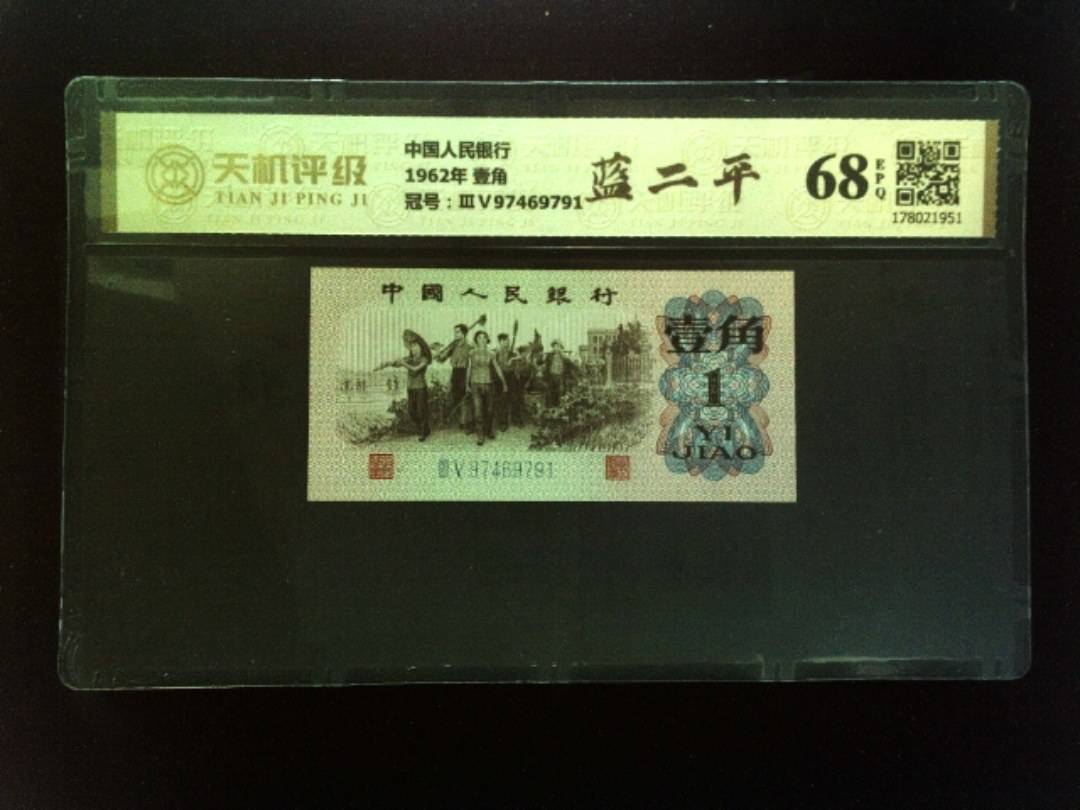 天机评级
TIAN JI PING JI
中国人民银行
1962年 壹角
冠号：ⅢⅤ97469791
蓝二平
68
EPQ
178021951
中國人民銀行
壹角
1
YI
JIAO
ⅢⅤ97469791